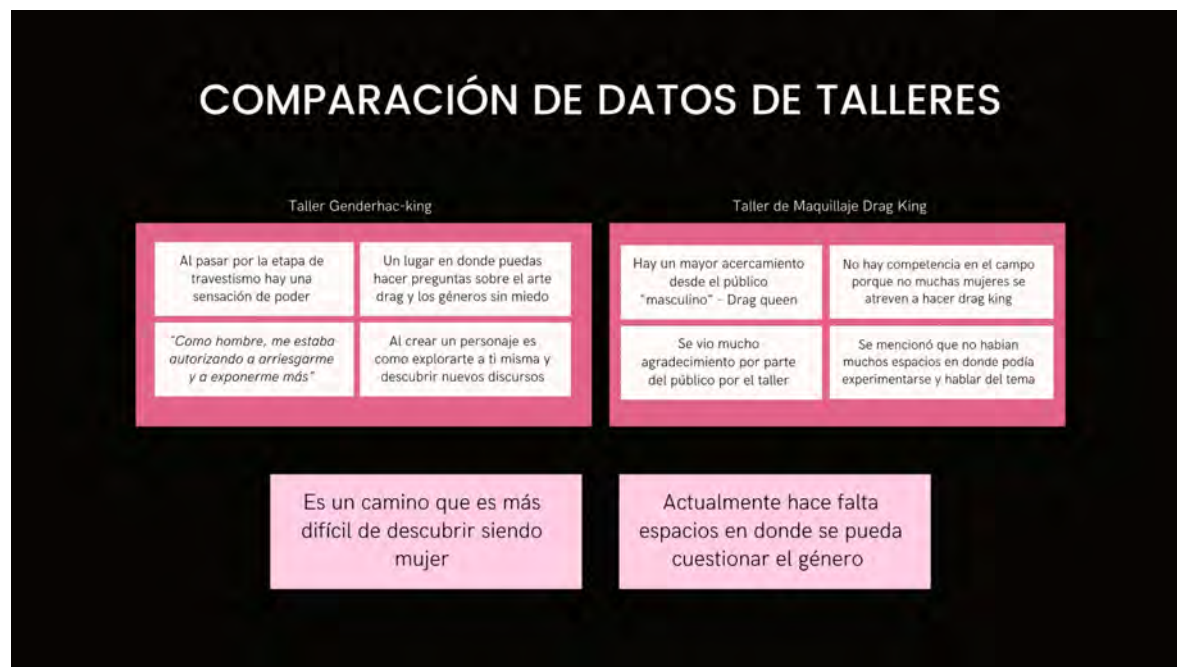 COMPARACIÓN DE DATOS DE TALLERES
Taller Genderhac-king
Al pasar por la etapa de
travestismo hay una
sensación de poder
Un lugar en donde puedas
hacer preguntas sobre el arte
drag y los géneros sin miedo
"Como hombre, me estaba
autorizando a arriesgarme
y a exponerme más"
Al crear un personaje es
como explorarte a ti misma y
descubrir nuevos discursos
Taller de Maquillaje Drag King
Hay un mayor acercamiento
desde el público
"masculino" - Drag queen
No hay competencia en el campo
porque no muchas mujeres se
atreven a hacer drag king
Se vio mucho
agradecimiento por parte
del público por el taller
Se mencionó que no habian
muchos espacios en donde podía
experimentarse y hablar del tema
Es un camino que es más
difícil de descubrir siendo
mujer
Actualmente hace falta
espacios en donde se pueda
cuestionar el género